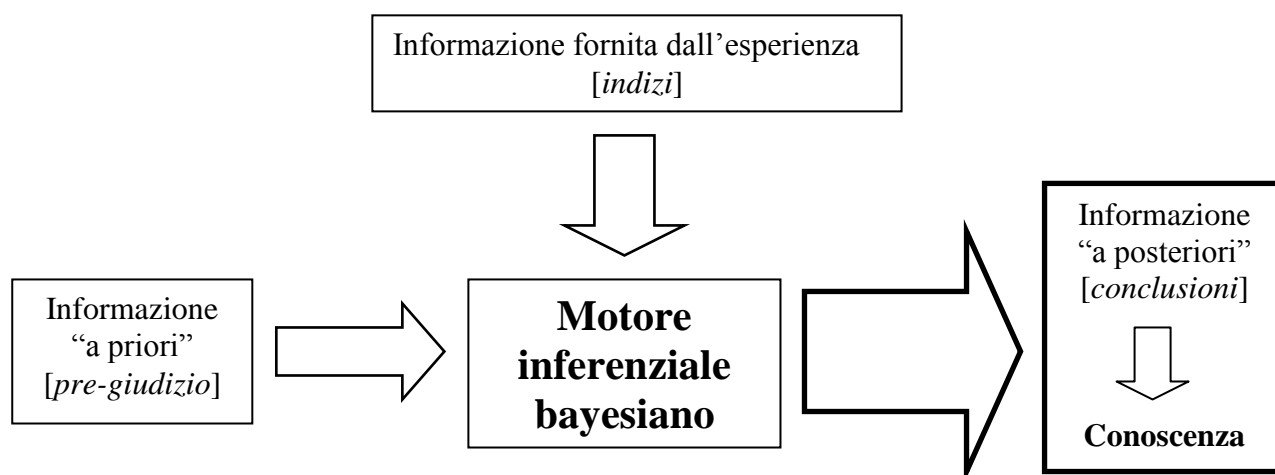 Informazione fornita dall’esperienza
[indizi]
Informazione
“a priori”
[pre-giudizio]
Motore
inferenziale
bayesiano
Informazione
“a posteriori”
[conclusioni]
Conoscenza